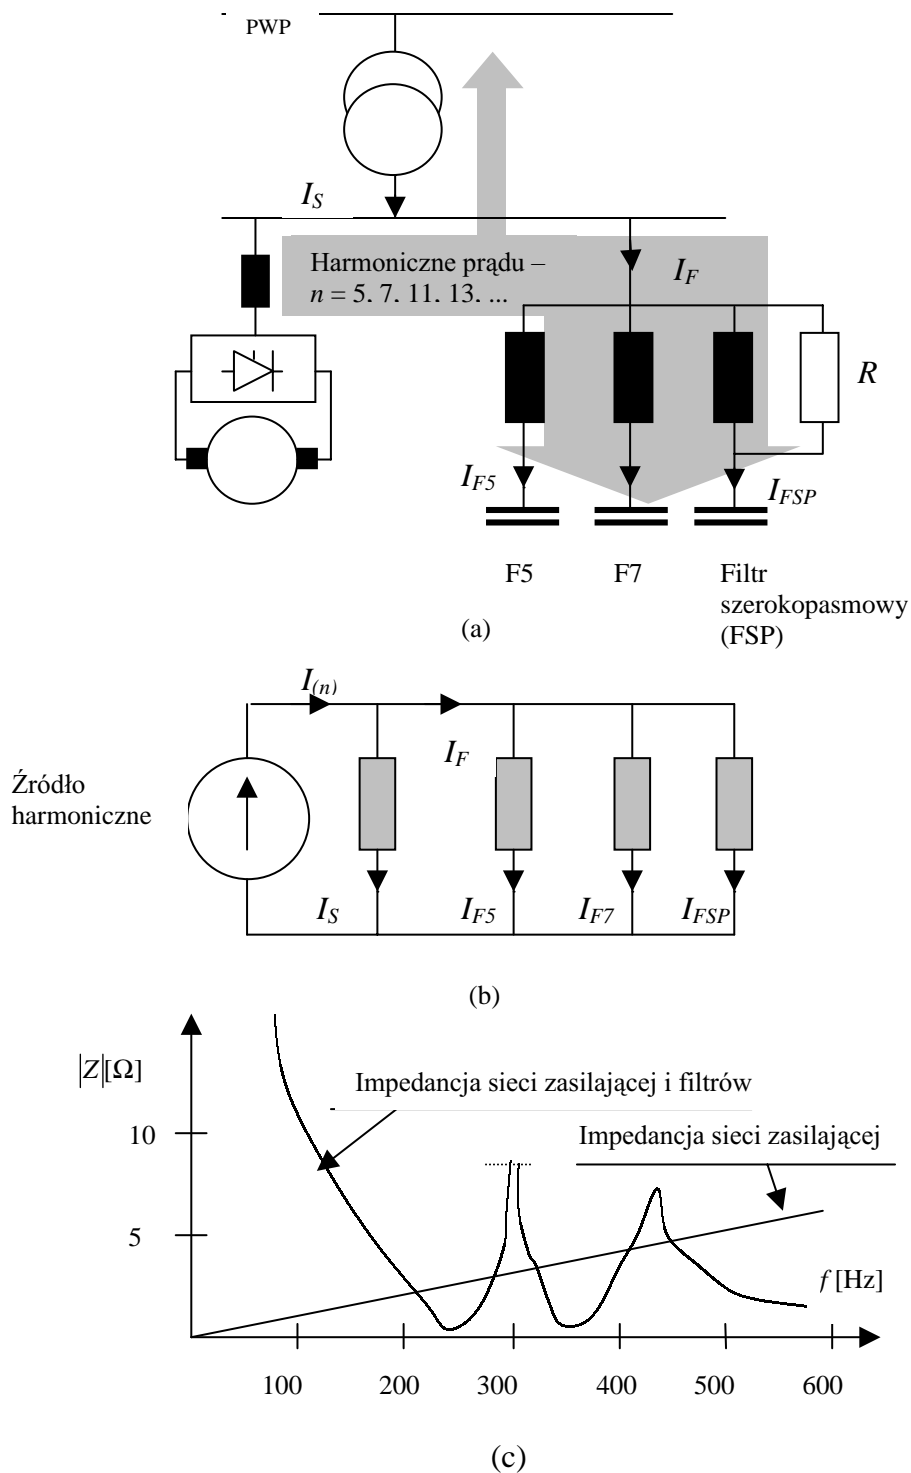 PWP
I_S
Harmoniczne prądu –
n = 5, 7, 11, 13, ...
I_F
R
I_F5
I_FSP
F5
F7
Filtr
szerokopasmowy
(FSP)
(a)
I_(n)
I_F
Źródło
harmoniczne
I_S
I_F5
I_F7
I_FSP
(b)
|Z|[Ω]
Impedancja sieci zasilającej i filtrów
10
Impedancja sieci zasilającej
5
f [Hz]
100 200 300 400 500 600
(c)